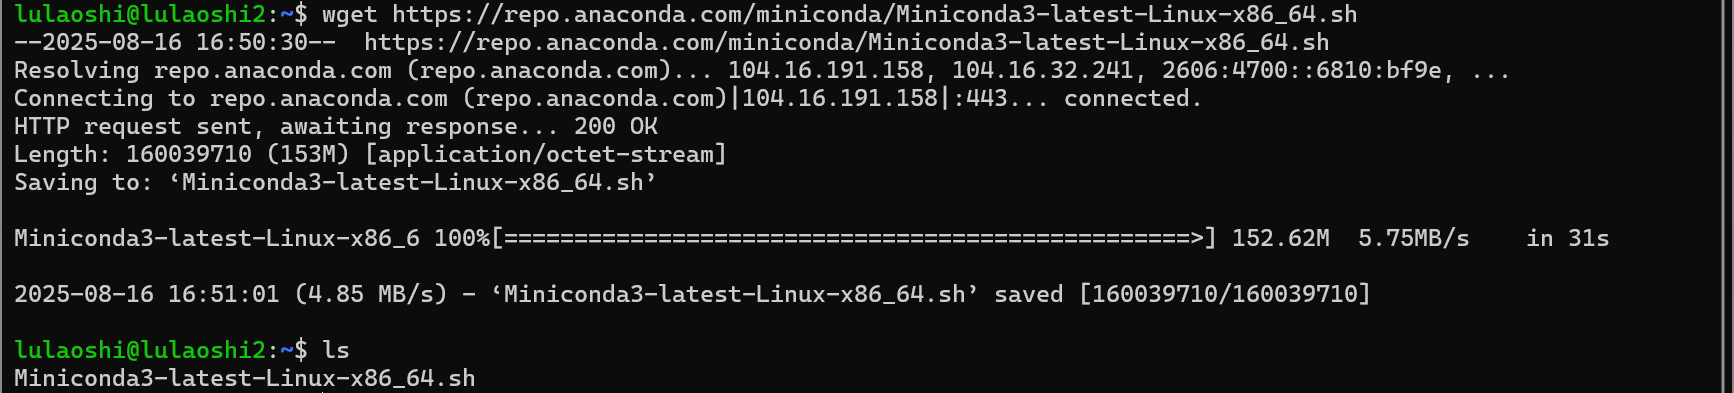 lulaoshi@lulaoshi2:~$ wget https://repo.anaconda.com/miniconda/Miniconda3-latest-Linux-x86_64.sh
--2025-08-16 16:50:30--  https://repo.anaconda.com/miniconda/Miniconda3-latest-Linux-x86_64.sh
Resolving repo.anaconda.com (repo.anaconda.com)... 104.16.191.158, 104.16.32.241, 2606:4700::6810:bf9e, ...
Connecting to repo.anaconda.com (repo.anaconda.com)|104.16.191.158|:443... connected.
HTTP request sent, awaiting response... 200 OK
Length: 160039710 (153M) [application/octet-stream]
Saving to: ‘Miniconda3-latest-Linux-x86_64.sh’
Miniconda3-latest-Linux-x86_6 100%[=================================================>] 152.62M  5.75MB/s    in 31s
2025-08-16 16:51:01 (4.85 MB/s) - ‘Miniconda3-latest-Linux-x86_64.sh’ saved [160039710/160039710]
lulaoshi@lulaoshi2:~$ ls
Miniconda3-latest-Linux-x86_64.sh